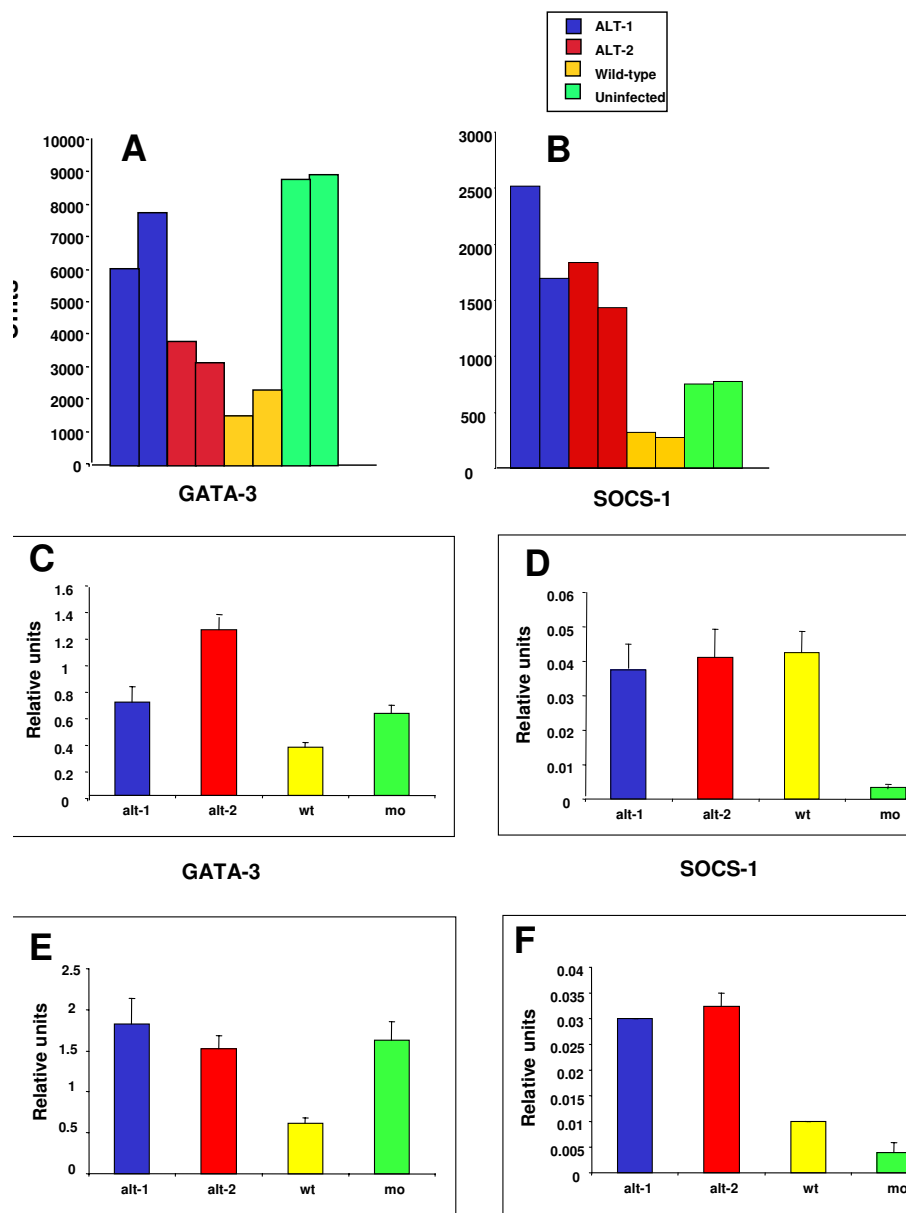 ALT-1
ALT-2
Wild-type
Uninfected
A
10000
9000
8000
7000
6000
5000
4000
3000
2000
1000
0
GATA-3
B
3000
2500
2000
1500
1000
500
0
SOCS-1
C
Relative units
1.6
1.4
1.2
1
0.8
0.6
0.4
0.2
0
alt-1 alt-2 wt mo
GATA-3
D
Relative units
0.06
0.05
0.04
0.03
0.02
0.01
0
alt-1 alt-2 wt mo
SOCS-1
E
Relative units
2.5
2
1.5
1
0.5
0
alt-1 alt-2 wt mo
F
Relative units
0.04
0.035
0.03
0.025
0.02
0.015
0.01
0.005
0
alt-1 alt-2 wt mo